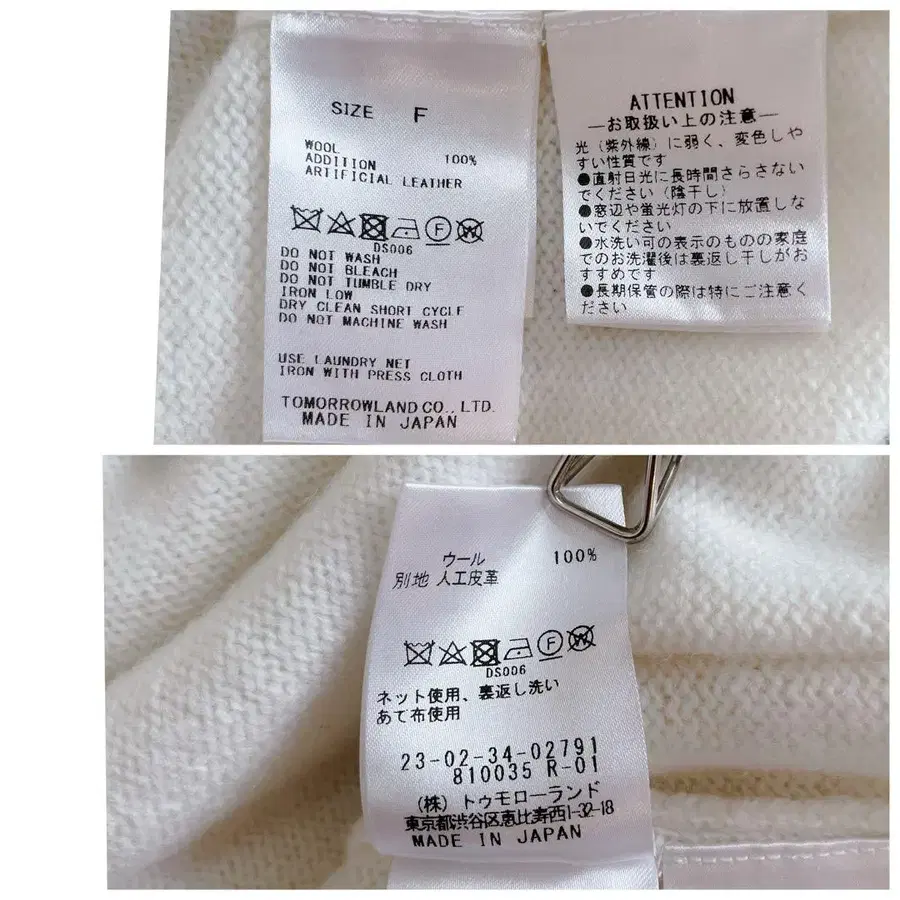 SIZE F
WOOL 100%
ADDITION
ARTIFICIAL LEATHER
F W
DS006
DO NOT WASH
DO NOT BLEACH
DO NOT TUMBLE DRY
IRON LOW
DRY CLEAN SHORT CYCLE
DO NOT MACHINE WASH
USE LAUNDRY NET
IRON WITH PRESS CLOTH
TOMORROWLAND CO., LTD.
MADE IN JAPAN
ATTENTION
—お取扱い上の注意—
光(紫外線)に弱く、変色しや
すい性質です
●直射日光に長時間さらさない
でください(陰干し)
●窓辺や蛍光灯の下に放置しな
いでください
●水洗い可の表示のものの家庭
でのお洗濯後は裏返し干しがお
すすめです
●長期保管の際は特にご注意く
ださい
ウール 100%
別地 人工皮革
F W
DS006
ネット使用、裏返し洗い
あて布使用
23-02-34-02791
810035 R-01
(株)トゥモローランド
東京都渋谷区恵比寿西1-32-18
MADE IN JAPAN